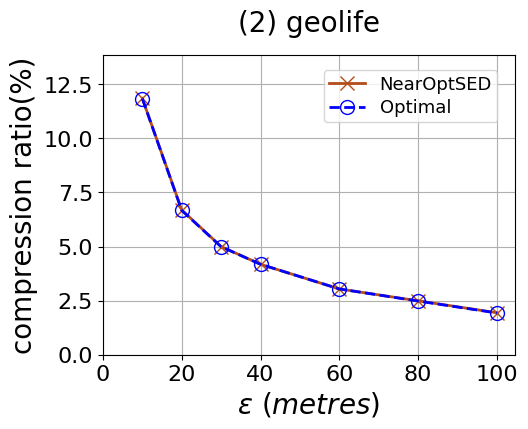 (2) geolife
compression ratio(%)
12.5
10.0
7.5
5.0
2.5
0.0
NearOptSED
Optimal
0 20 40 60 80 100
ε (metres)